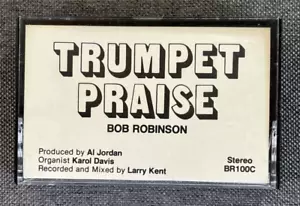 TRUMPET
PRAISE
BOB ROBINSON
Produced by Al Jordan
Organist Karol Davis
Recorded and Mixed by Larry Kent
Stereo
BR100C